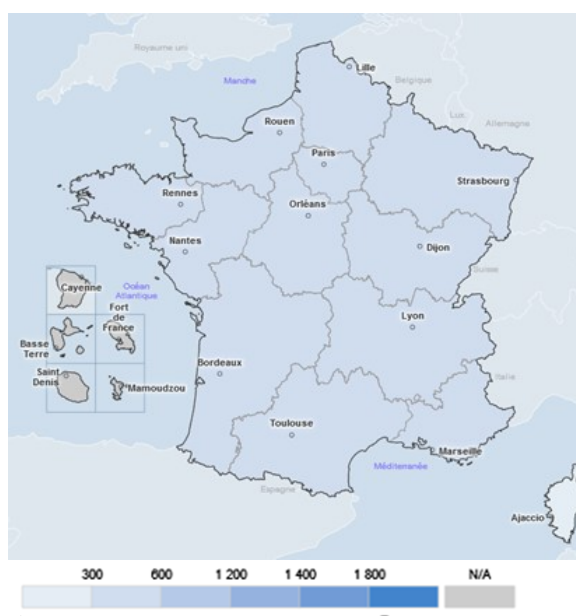 Royaume uni
Lille
Manche
Belgique
Lux.
Allemagne
Rouen
Paris
Strasbourg
Rennes
Orléans
Nantes
Dijon
Suisse
Cayenne
Océan
Atlantique
Fort
de
France
Lyon
Basse
Terre
Bordeaux
Italie
Saint
Denis
Mamoudzou
Toulouse
Marseille
Méditerranée
Espagne
Ajaccio
300 600 1 200 1 400 1 800 N/A